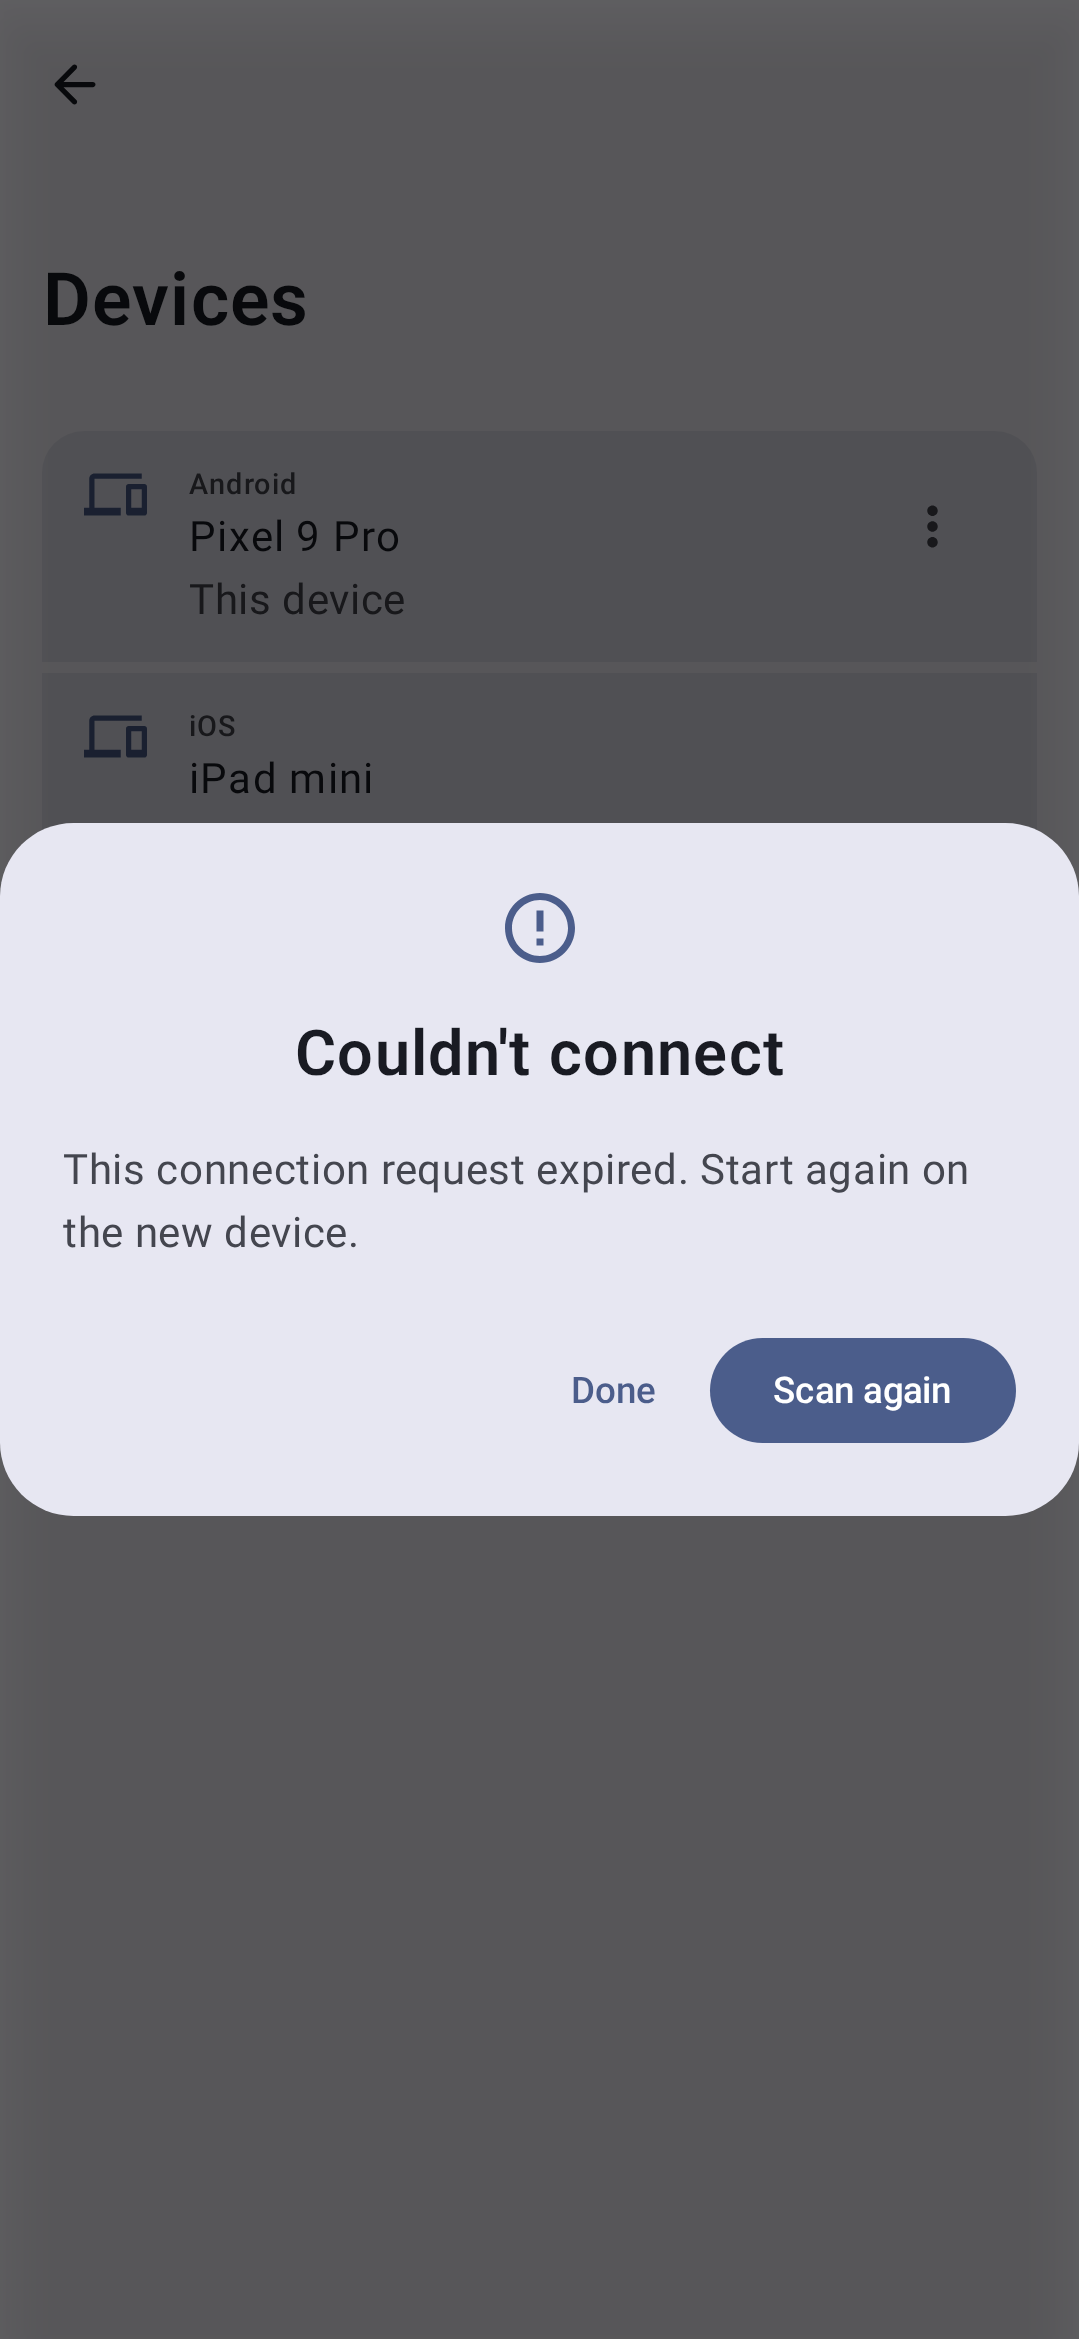 Devices
Android
Pixel 9 Pro
This device
iOS
iPad mini
Couldn't connect
This connection request expired. Start again on
the new device.
Done
Scan again